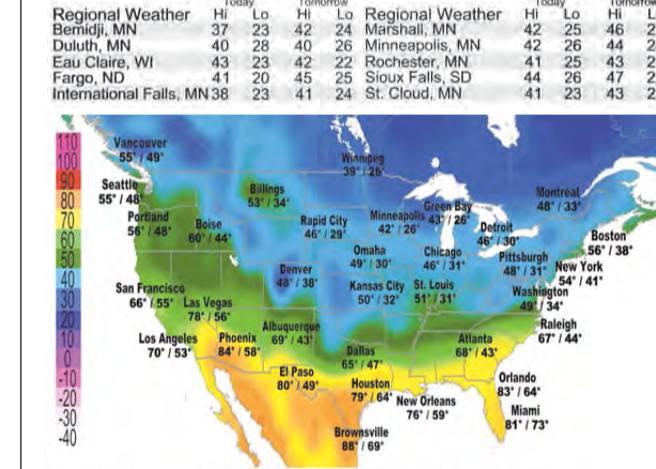 Today Tomorrow Today Tomorrow
Regional Weather Hi Lo Hi Lo Regional Weather Hi Lo Hi
Bemidji, MN 37 23 42 24 Marshall, MN 42 25 46
Duluth, MN 40 28 40 26 Minneapolis, MN 42 26 44
Eau Claire, WI 43 23 42 22 Rochester, MN 41 25 43
Fargo, ND 41 20 45 25 Sioux Falls, SD 44 26 47
International Falls, MN 38 23 41 24 St. Cloud, MN 41 23 43
110
100
90
80
70
60
50
40
30
20
10
0
-10
-20
-30
-40
Vancouver
55° / 49°
Winnipeg
39° / 26°
Seattle
55° / 48°
Billings
53° / 34°
Montreal
48° / 33°
Portland
56° / 48°
Boise
60° / 44°
Rapid City
46° / 29°
Minneapolis
42° / 26°
Green Bay
43° / 26°
Detroit
46° / 30°
Boston
56° / 38°
Omaha
49° / 30°
Chicago
46° / 31°
Pittsburgh
48° / 31°
New York
54° / 41°
Denver
48° / 38°
Kansas City
50° / 32°
St. Louis
51° / 31°
Washington
49° / 34°
San Francisco
66° / 55°
Las Vegas
78° / 56°
Albuquerque
69° / 43°
Raleigh
67° / 44°
Los Angeles
70° / 53°
Phoenix
84° / 58°
Dallas
65° / 47°
Atlanta
68° / 43°
El Paso
80° / 49°
Houston
79° / 64°
New Orleans
76° / 59°
Orlando
83° / 64°
Miami
81° / 73°
Brownsville
88° / 69°